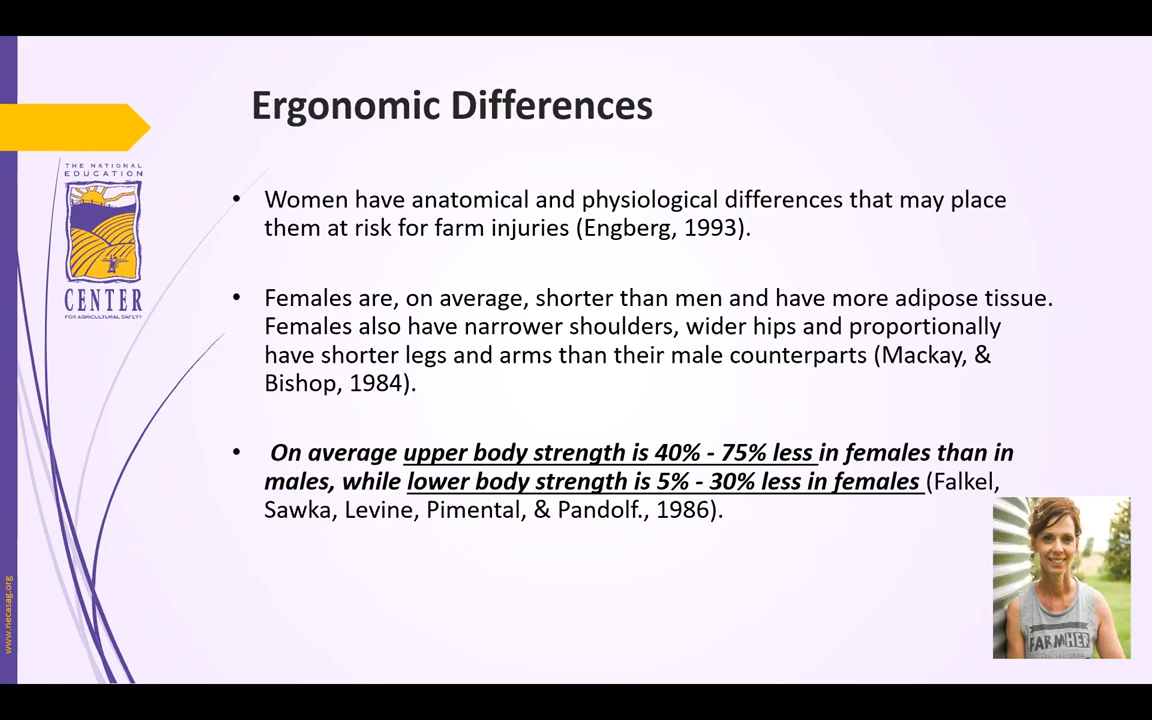 Ergonomic Differences
THE NATIONAL
EDUCATION
CENTER
FOR AGRICULTURAL SAFETY
• Women have anatomical and physiological differences that may place
them at risk for farm injuries (Engberg, 1993).
• Females are, on average, shorter than men and have more adipose tissue.
Females also have narrower shoulders, wider hips and proportionally
have shorter legs and arms than their male counterparts (Mackay, &
Bishop, 1984).
• On average upper body strength is 40% - 75% less in females than in
males, while lower body strength is 5% - 30% less in females (Falkel,
Sawka, Levine, Pimental, & Pandolf., 1986).
www.necasag.org
FARMHER